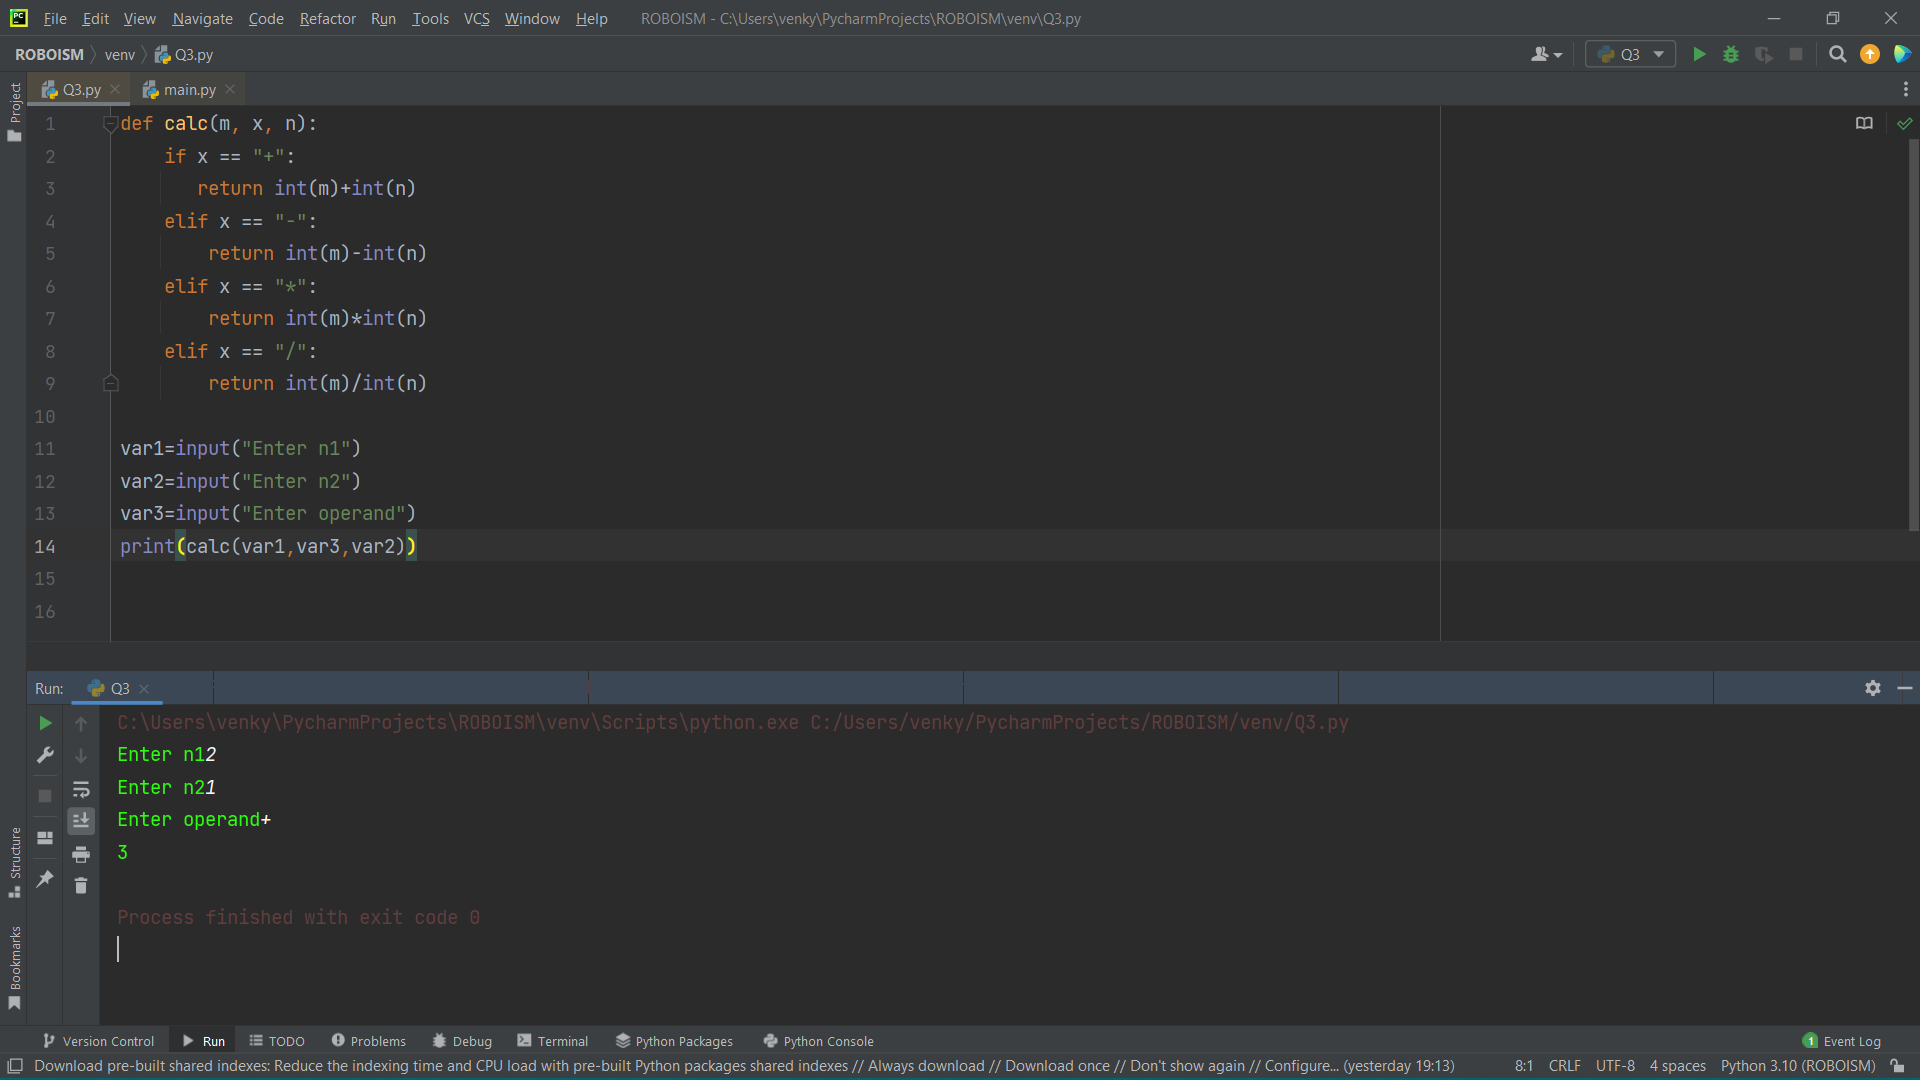 File Edit View Navigate Code Refactor Run Tools VCS Window Help ROBOISM - C:\Users\venky\PycharmProjects\ROBOISM\venv\Q3.py
ROBOISM venv Q3.py Q3
Q3.py main.py
Project
1 def calc(m, x, n):
2 if x == "+":
3 return int(m)+int(n)
4 elif x == "-":
5 return int(m)-int(n)
6 elif x == "*":
7 return int(m)*int(n)
8 elif x == "/":
9 return int(m)/int(n)
10
11 var1=input("Enter n1")
12 var2=input("Enter n2")
13 var3=input("Enter operand")
14 print(calc(var1,var3,var2))
15
16
Run: Q3
C:\Users\venky\PycharmProjects\ROBOISM\venv\Scripts\python.exe C:/Users/venky/PycharmProjects/ROBOISM/venv/Q3.py
Enter n12
Enter n21
Enter operand+
3
Process finished with exit code 0
Structure
Bookmarks
Version Control Run TODO Problems Debug Terminal Python Packages Python Console 1 Event Log
Download pre-built shared indexes: Reduce the indexing time and CPU load with pre-built Python packages shared indexes // Always download // Download once // Don't show again // Configure... (yesterday 19:13) 8:1 CRLF UTF-8 4 spaces Python 3.10 (ROBOISM)